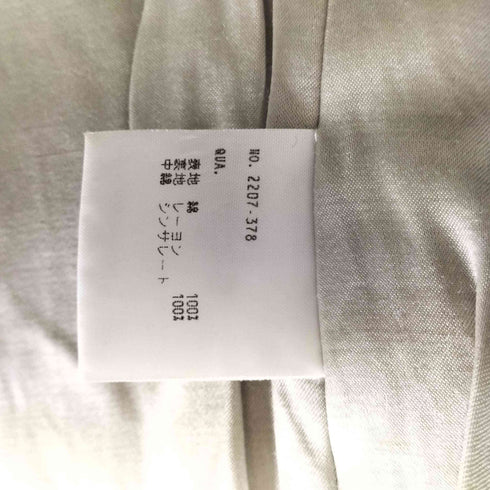 NO. 2207-378
QUA.
表地 綿 100%
裏地 レーヨン 100%
中綿 シンサレート